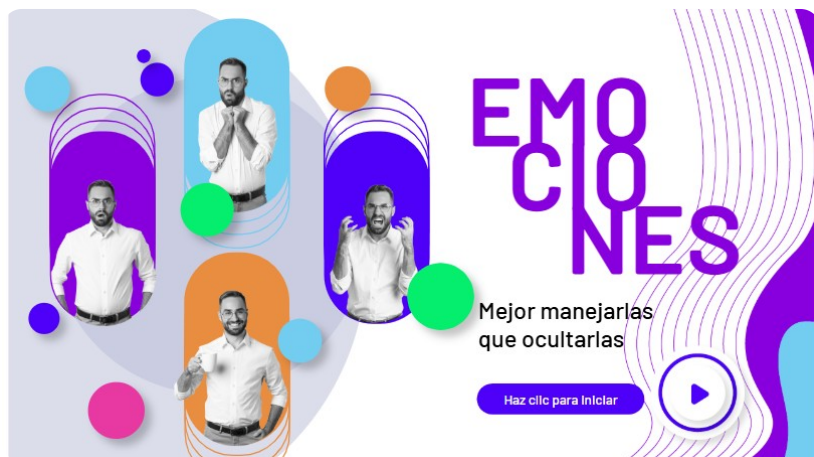 EMO
CIO
NES
Mejor manejarlas
que ocultarlas
Haz clic para iniciar